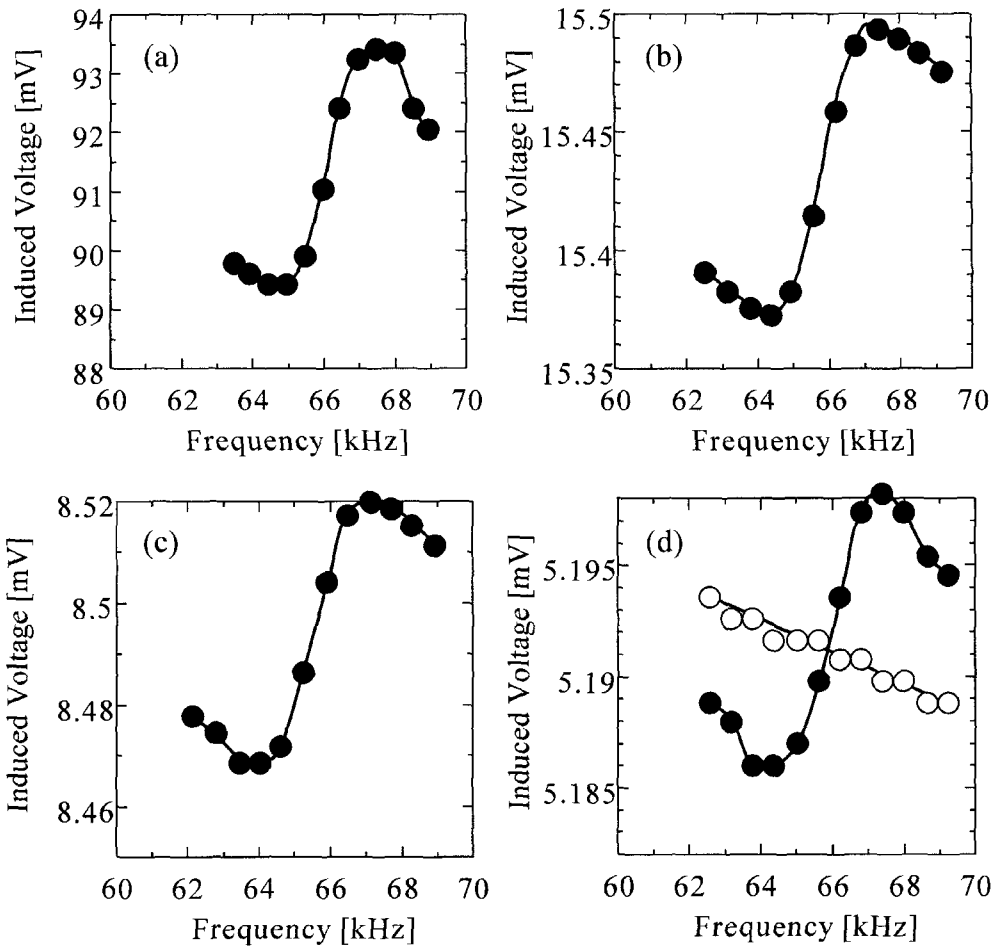 94
93
92
91
90
89
88
60 62 64 66 68 70
Induced Voltage [mV]
Frequency [kHz]
(a)
15.5
15.45
15.4
15.35
60 62 64 66 68 70
Induced Voltage [mV]
Frequency [kHz]
(b)
8.52
8.5
8.48
8.46
60 62 64 66 68 70
Induced Voltage [mV]
Frequency [kHz]
(c)
5.195
5.19
5.185
60 62 64 66 68 70
Induced Voltage [mV]
Frequency [kHz]
(d)